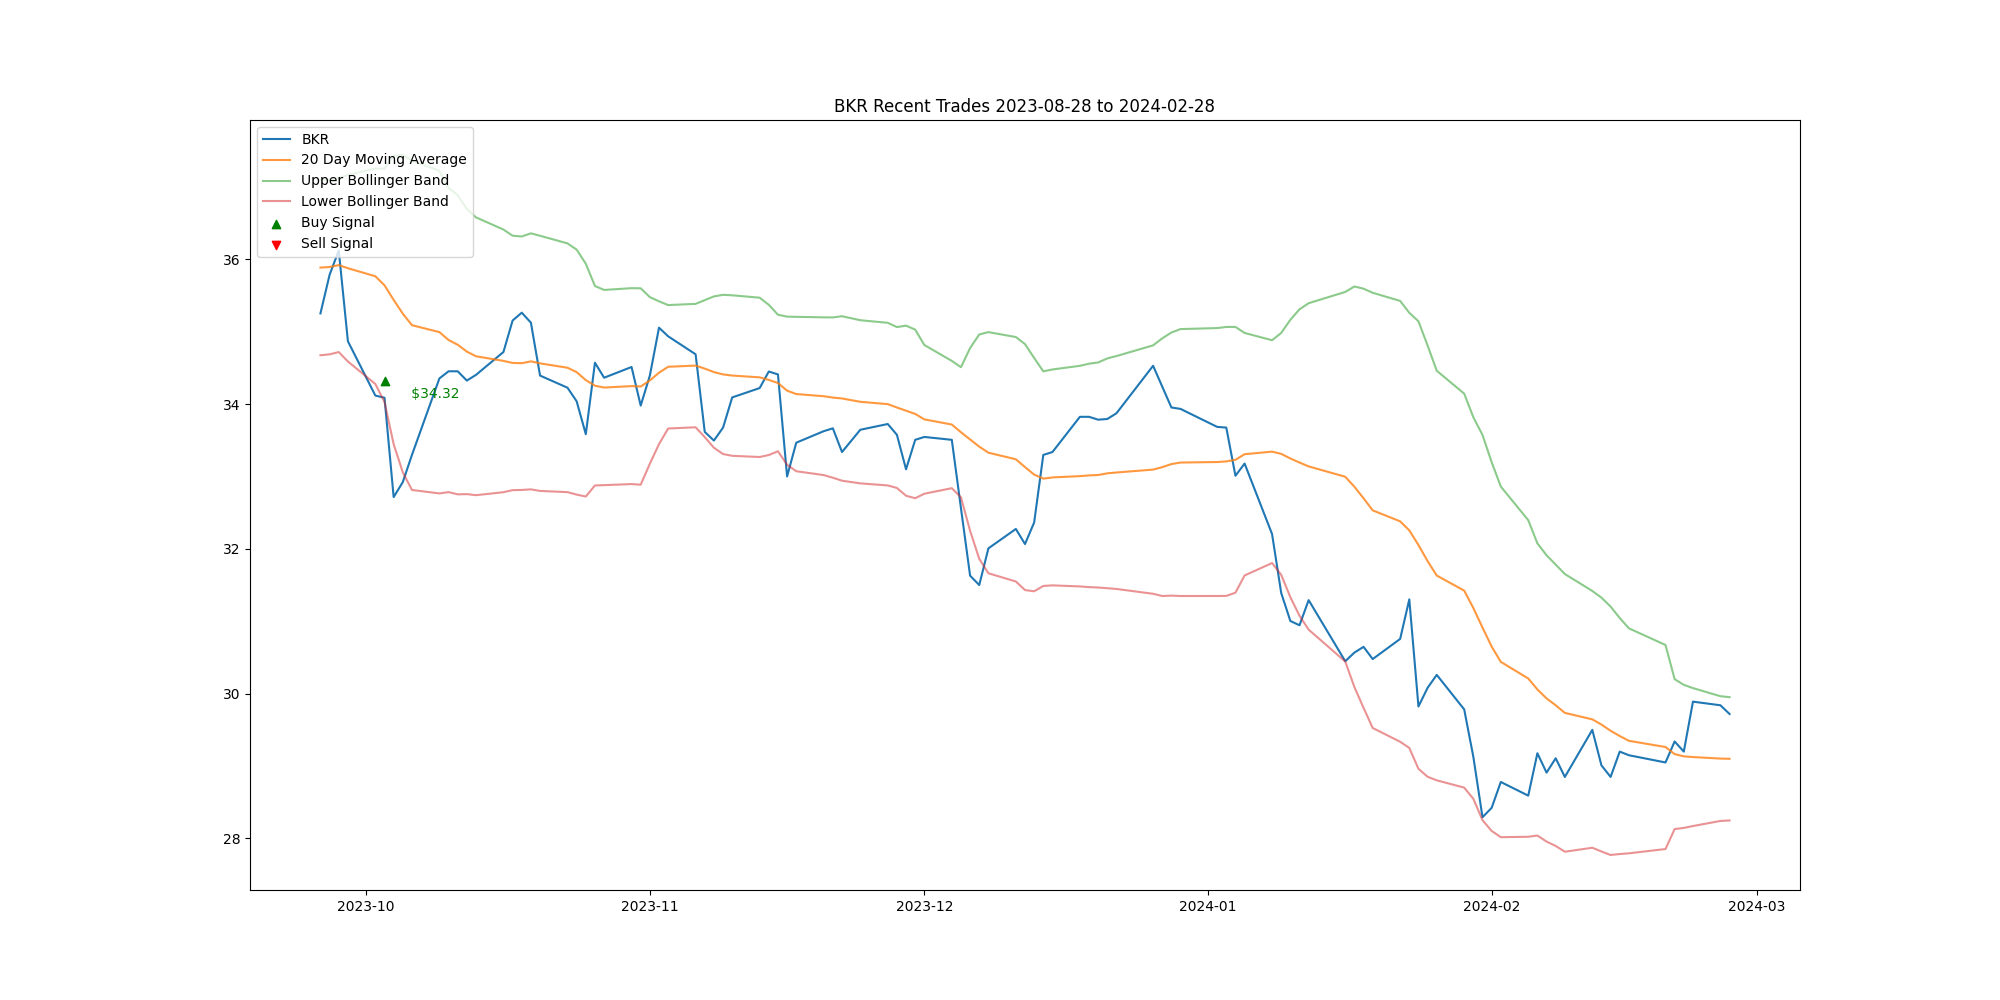 BKR Recent Trades 2023-08-28 to 2024-02-28
BKR
20 Day Moving Average
Upper Bollinger Band
Lower Bollinger Band
Buy Signal
Sell Signal
$34.32
36
34
32
30
28
2023-10 2023-11 2023-12 2024-01 2024-02 2024-03